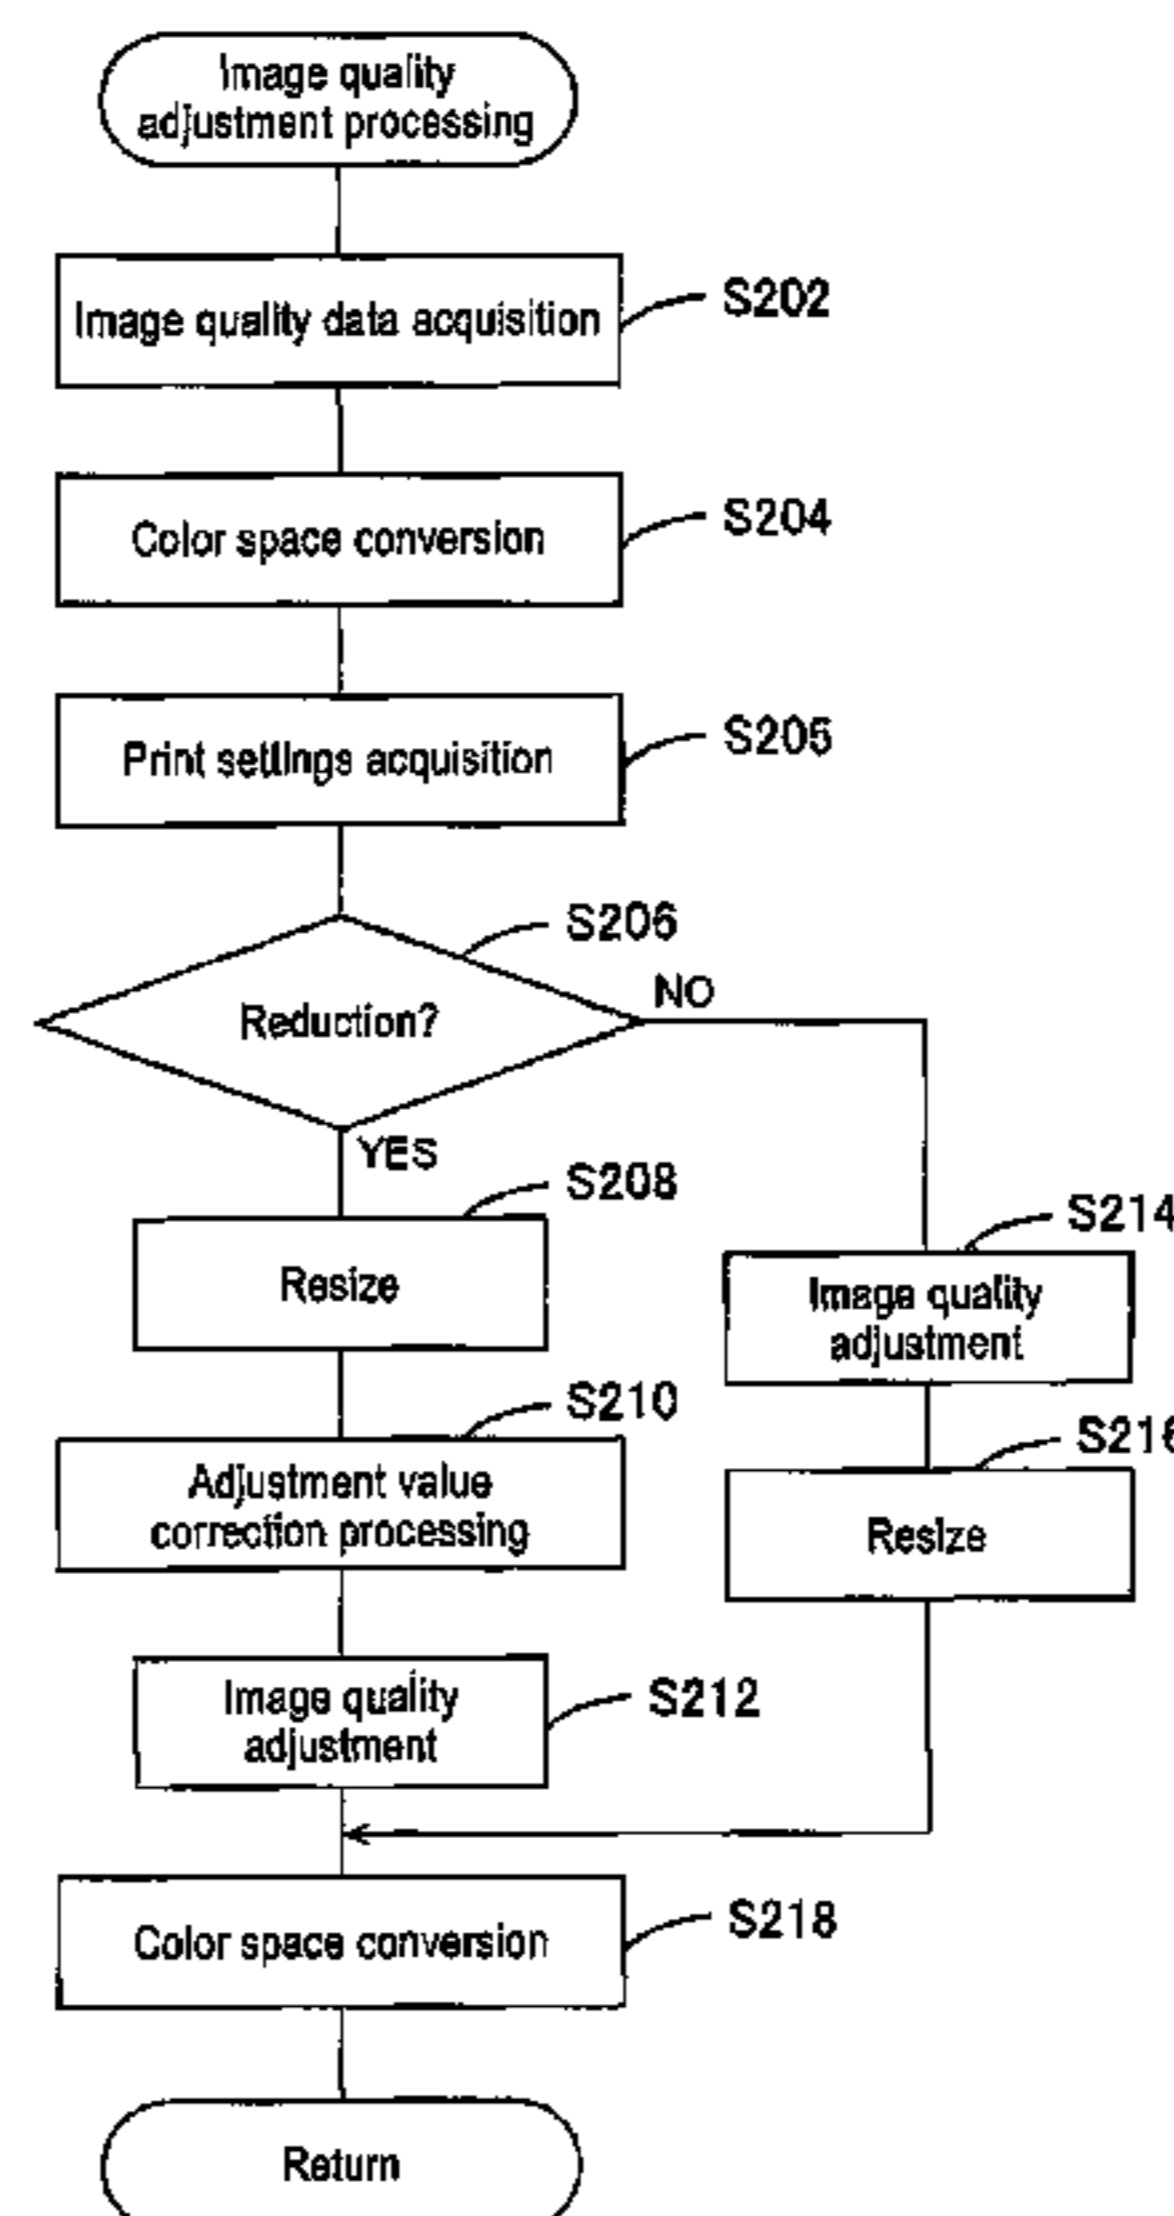 Image quality
adjustment processing
Image quality data acquisition
S202
Color space conversion
S204
Print settings acquisition
S205
S206
Reduction?
NO
YES
S208
Resize
S214
Image quality
adjustment
S210
Adjustment value
correction processing
S216
Resize
Image quality
adjustment
S212
Color space conversion
S218
Return